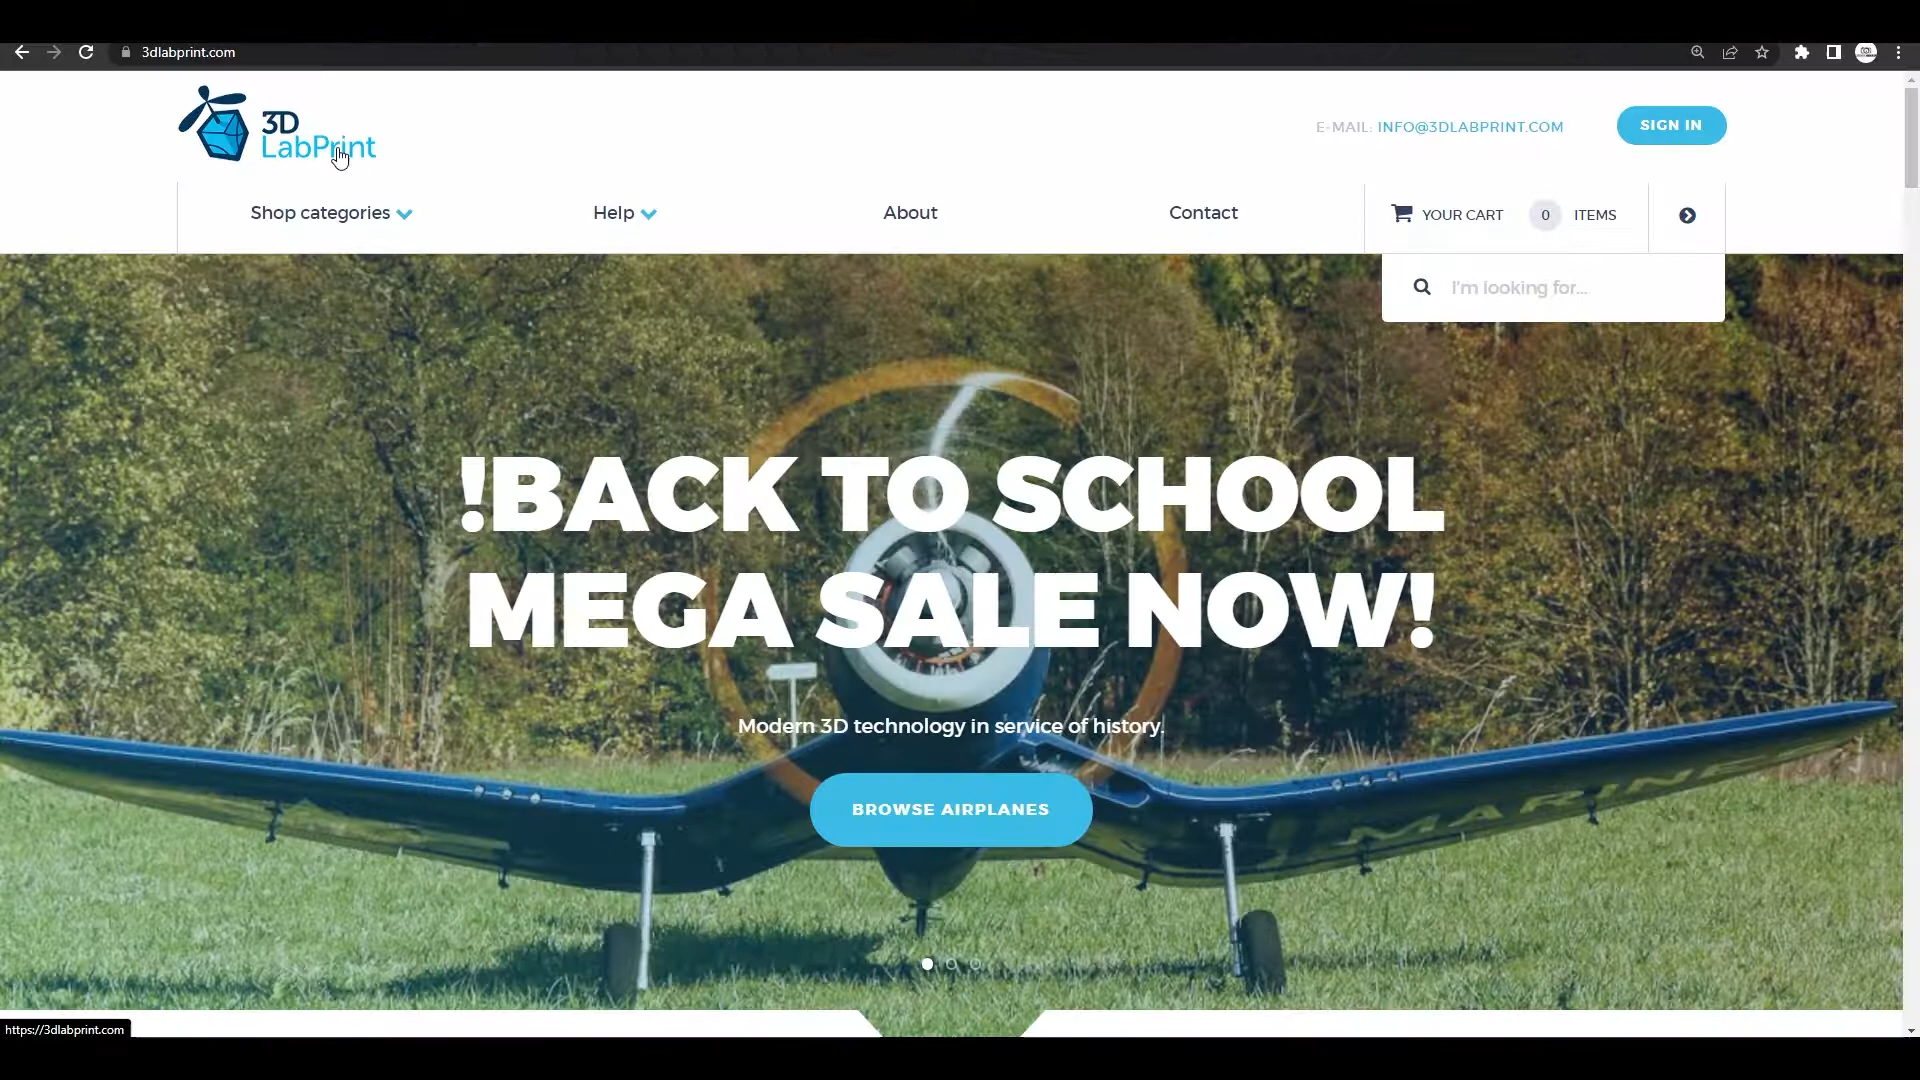 3dlabprint.com
3D
LabPrint
E-MAIL: INFO@3DLABPRINT.COM
SIGN IN
Shop categories
Help
About
Contact
YOUR CART 0 ITEMS
I'm looking for...
!BACK TO SCHOOL
MEGA SALE NOW!
Modern 3D technology in service of history.
BROWSE AIRPLANES
MARINE
https://3dlabprint.com